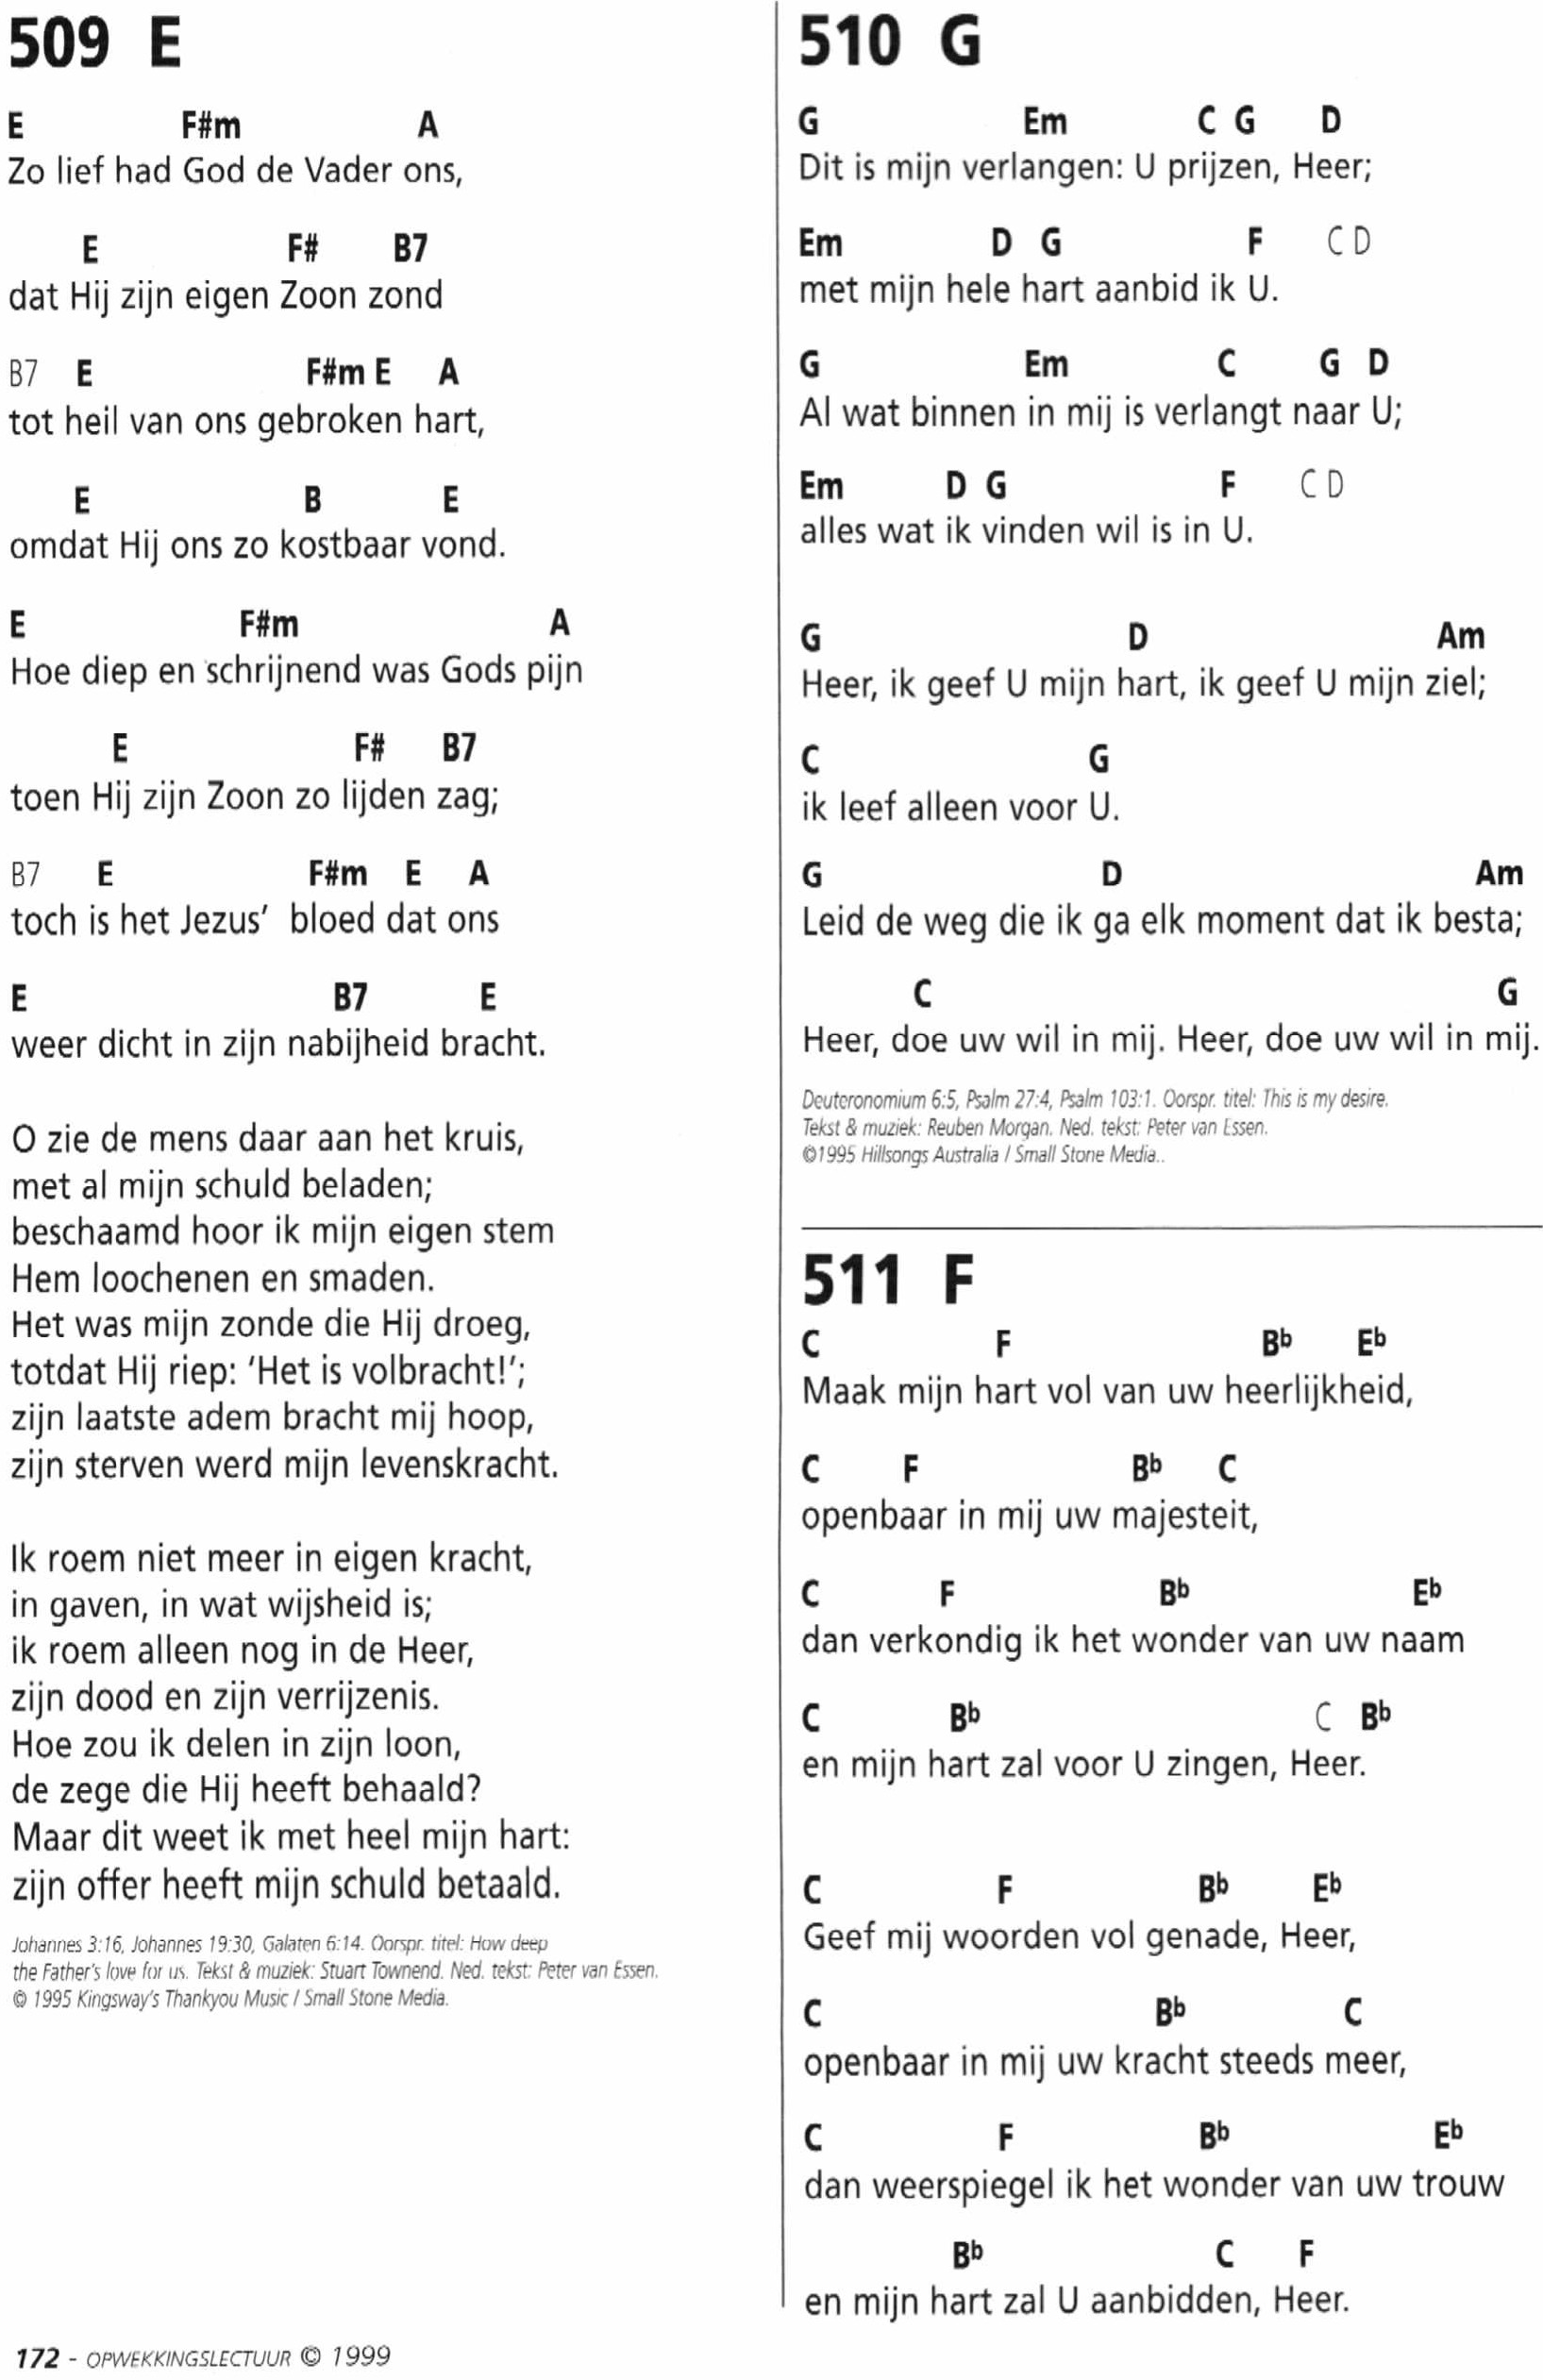 509 E
E F#m A
Zo lief had God de Vader ons,
E F# B7
dat Hij zijn eigen Zoon zond
B7 E F#m E A
tot heil van ons gebroken hart,
E B E
omdat Hij ons zo kostbaar vond.
E F#m A
Hoe diep en schrijnend was Gods pijn
E F# B7
toen Hij zijn Zoon zo lijden zag;
B7 E F#m E A
toch is het Jezus’ bloed dat ons
E B7 E
weer dicht in zijn nabijheid bracht.
O zie de mens daar aan het kruis,
met al mijn schuld beladen;
beschaamd hoor ik mijn eigen stem
Hem loochenen en smaden.
Het was mijn zonde die Hij droeg,
totdat Hij riep: ‘Het is volbracht!’;
zijn laatste adem bracht mij hoop,
zijn sterven werd mijn levenskracht.
Ik roem niet meer in eigen kracht,
in gaven, in wat wijsheid is;
ik roem alleen nog in de Heer,
zijn dood en zijn verrijzenis.
Hoe zou ik delen in zijn loon,
de zege die Hij heeft behaald?
Maar dit weet ik met heel mijn hart:
zijn offer heeft mijn schuld betaald.
Johannes 3:16, Johannes 19:30, Galaten 6:14. Oorspr. titel: How deep
the Father’s love for us. Tekst & muziek: Stuart Townend. Ned. tekst: Peter van Essen.
© 1995 Kingsway’s Thankyou Music / Small Stone Media.
172 - OPWEKKINGSLECTUUR © 1999
510 G
G Em C G D
Dit is mijn verlangen: U prijzen, Heer;
Em D G F C D
met mijn hele hart aanbid ik U.
G Em C G D
Al wat binnen in mij is verlangt naar U;
Em D G F C D
alles wat ik vinden wil is in U.
G D Am
Heer, ik geef U mijn hart, ik geef U mijn ziel;
C G
ik leef alleen voor U.
G D Am
Leid de weg die ik ga elk moment dat ik besta;
C G
Heer, doe uw wil in mij. Heer, doe uw wil in mij.
Deuteronomium 6:5, Psalm 27:4, Psalm 103:1. Oorspr. titel: This is my desire.
Tekst & muziek: Reuben Morgan. Ned. tekst: Peter van Essen.
©1995 Hillsongs Australia / Small Stone Media..
511 F
C F Bb Eb
Maak mijn hart vol van uw heerlijkheid,
C F Bb C
openbaar in mij uw majesteit,
C F Bb Eb
dan verkondig ik het wonder van uw naam
C Bb C Bb
en mijn hart zal voor U zingen, Heer.
C F Bb Eb
Geef mij woorden vol genade, Heer,
C Bb C
openbaar in mij uw kracht steeds meer,
C F Bb Eb
dan weerspiegel ik het wonder van uw trouw
Bb C F
en mijn hart zal U aanbidden, Heer.